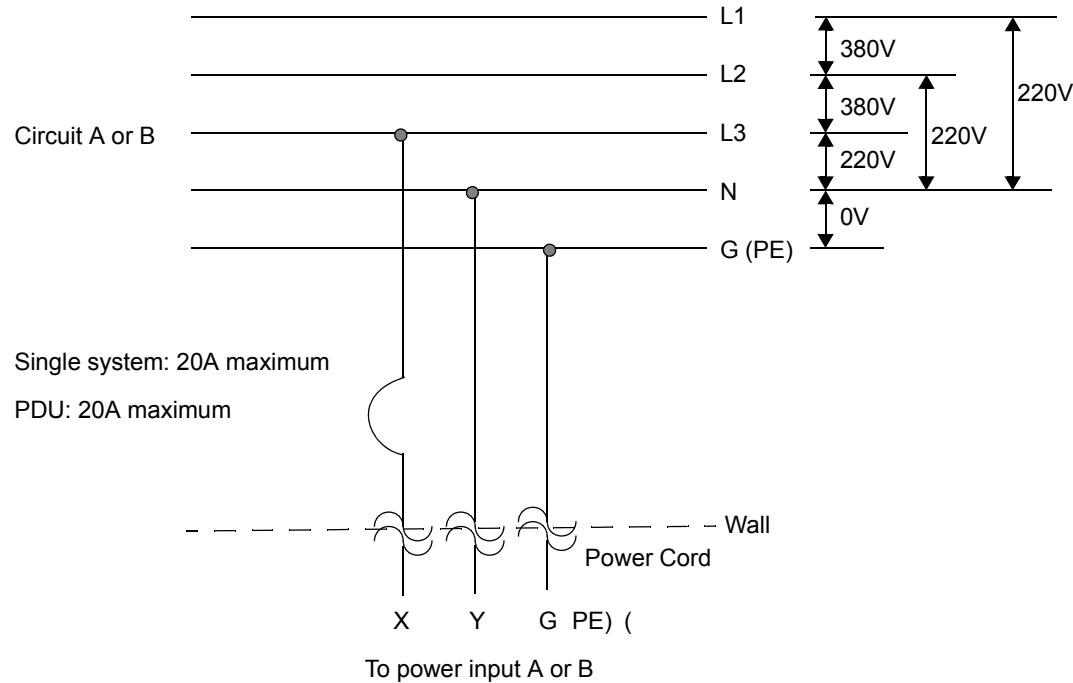 L1
380V
L2
220V
380V
Circuit A or B
L3
220V
220V
N
0V
G (PE)
Single system: 20A maximum
PDU: 20A maximum
Wall
Power Cord
X Y G PE) (
To power input A or B